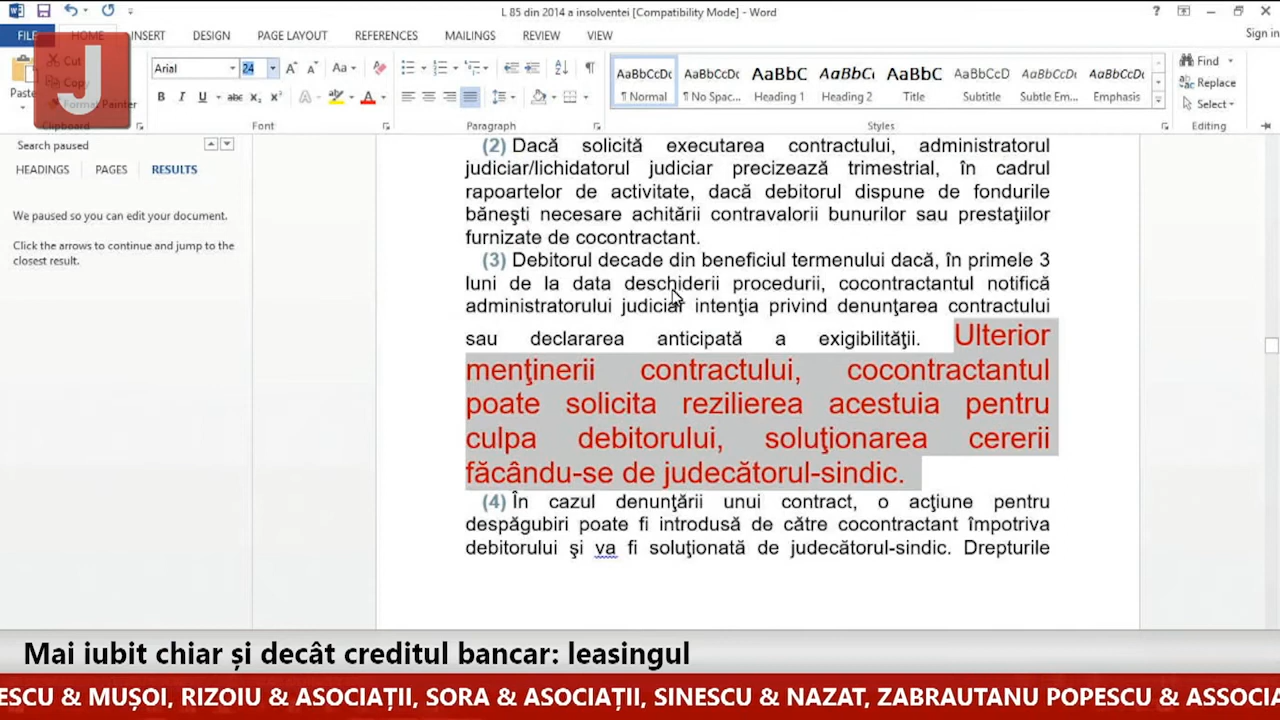 L 85 din 2014 a insolventei [Compatibility Mode] - Word
?
Sign in
FILE HOME INSERT DESIGN PAGE LAYOUT REFERENCES MAILINGS REVIEW VIEW
J
Cut
Copy
Format Painter
Paste
Clipboard
Arial 24
Font
Paragraph
AaBbCcDc AaBbCcDc AaBbC AaBbCc AaBbC AaBbCcD AaBbCcDc AaBbCcDc
¶ Normal ¶ No Spac... Heading 1 Heading 2 Title Subtitle Subtle Em... Emphasis
Styles
Find
Replace
Select
Editing
Search paused
HEADINGS PAGES RESULTS
We paused so you can edit your document.
Click the arrows to continue and jump to the
closest result.
(2) Dacă solicită executarea contractului, administratorul
judiciar/lichidatorul judiciar precizează trimestrial, în cadrul
rapoartelor de activitate, dacă debitorul dispune de fondurile
băneşti necesare achitării contravalorii bunurilor sau prestaţiilor
furnizate de cocontractant.
(3) Debitorul decade din beneficiul termenului dacă, în primele 3
luni de la data deschiderii procedurii, cocontractantul notifică
administratorului judiciar intenţia privind denunţarea contractului
sau declararea anticipată a exigibilităţii. Ulterior
menţinerii contractului, cocontractantul
poate solicita rezilierea acestuia pentru
culpa debitorului, soluţionarea cererii
făcându-se de judecătorul-sindic.
(4) În cazul denunţării unui contract, o acţiune pentru
despăgubiri poate fi introdusă de către cocontractant împotriva
debitorului şi va fi soluţionată de judecătorul-sindic. Drepturile
Mai iubit chiar și decât creditul bancar: leasingul
ESCU & MUȘOI, RIZOIU & ASOCIAȚII, SORA & ASOCIAȚII, SINESCU & NAZAT, ZABRAUTANU POPESCU & ASSOCIA